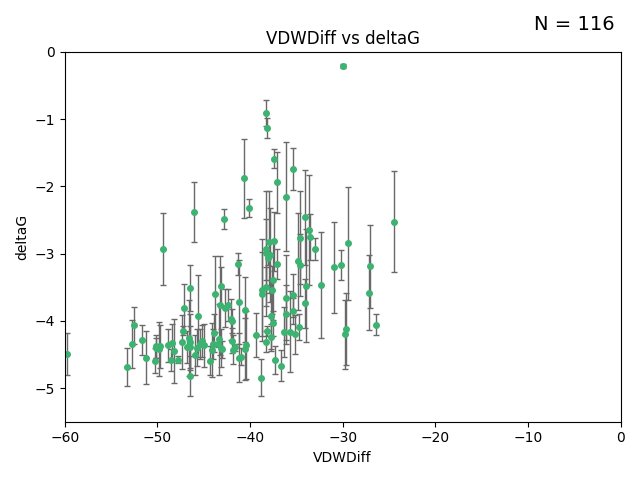 N = 116
VDWDiff vs deltaG
0
−1
−2
−3
−4
−5
deltaG
−60 −50 −40 −30 −20 −10 0
VDWDiff